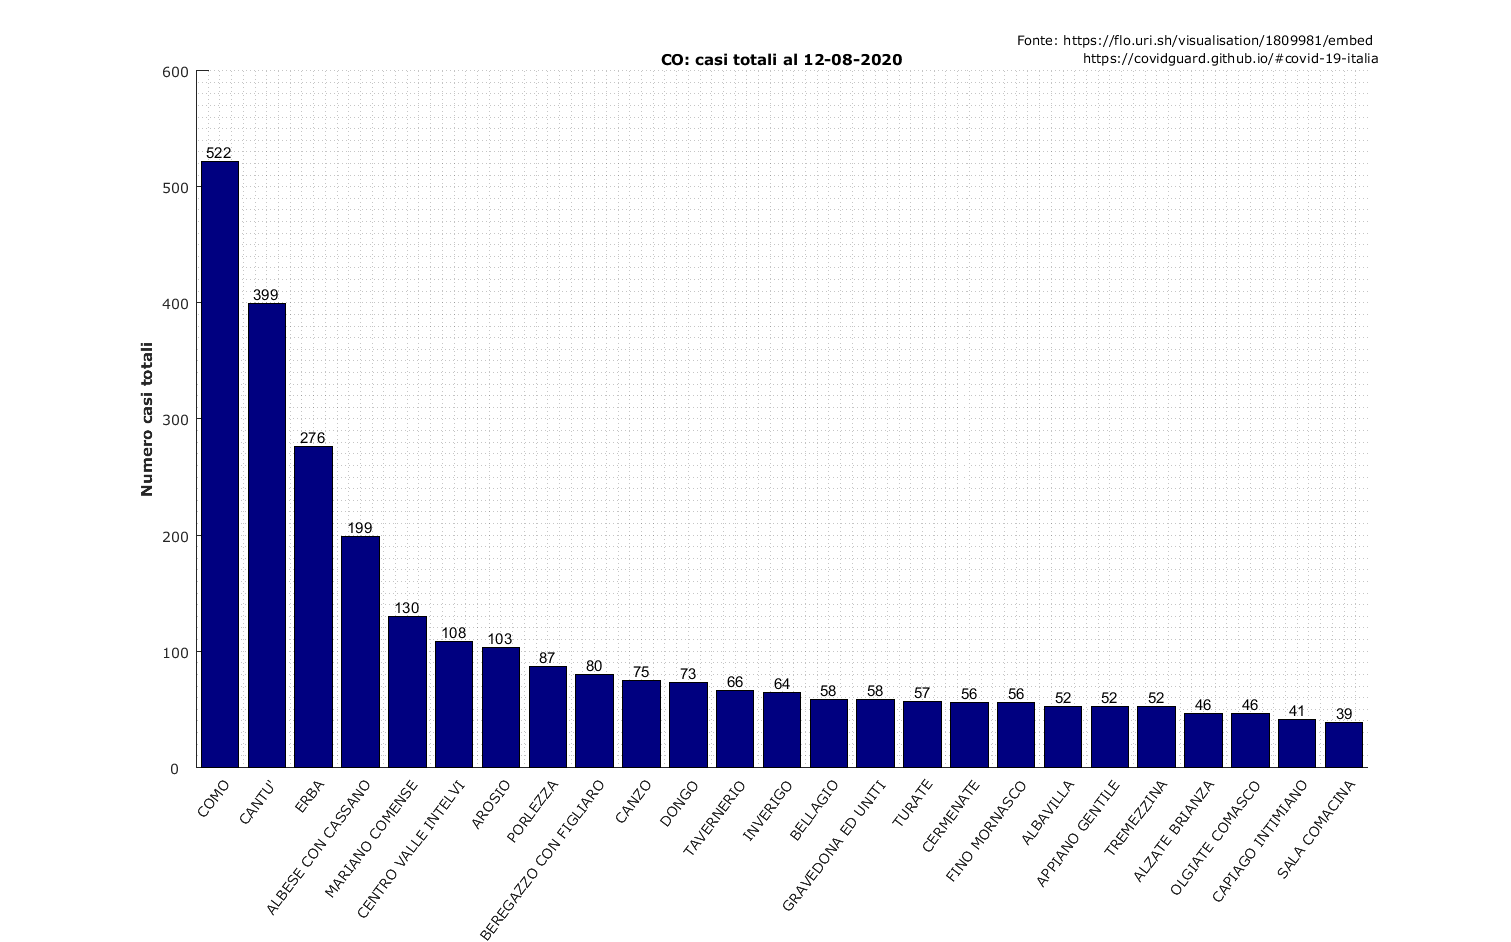 Fonte: https://flo.uri.sh/visualisation/1809981/embed
https://covidguard.github.io/#covid-19-italia
CO: casi totali al 12-08-2020
Numero casi totali
600
500
400
300
200
100
0
522
399
276
199
130
108
103
87
80
75
73
66
64
58
58
57
56
56
52
52
52
46
46
41
39
COMO
CANTU'
ERBA
ALBESE CON CASSANO
MARIANO COMENSE
CENTRO VALLE INTELVI
AROSIO
PORLEZZA
BEREGAZZO CON FIGLIARO
CANZO
DONGO
TAVERNERIO
INVERIGO
BELLAGIO
GRAVEDONA ED UNITI
TURATE
CERMENATE
FINO MORNASCO
ALBAVILLA
APPIANO GENTILE
TREMEZZINA
ALZATE BRIANZA
OLGIATE COMASCO
CAPIAGO INTIMIANO
SALA COMACINA